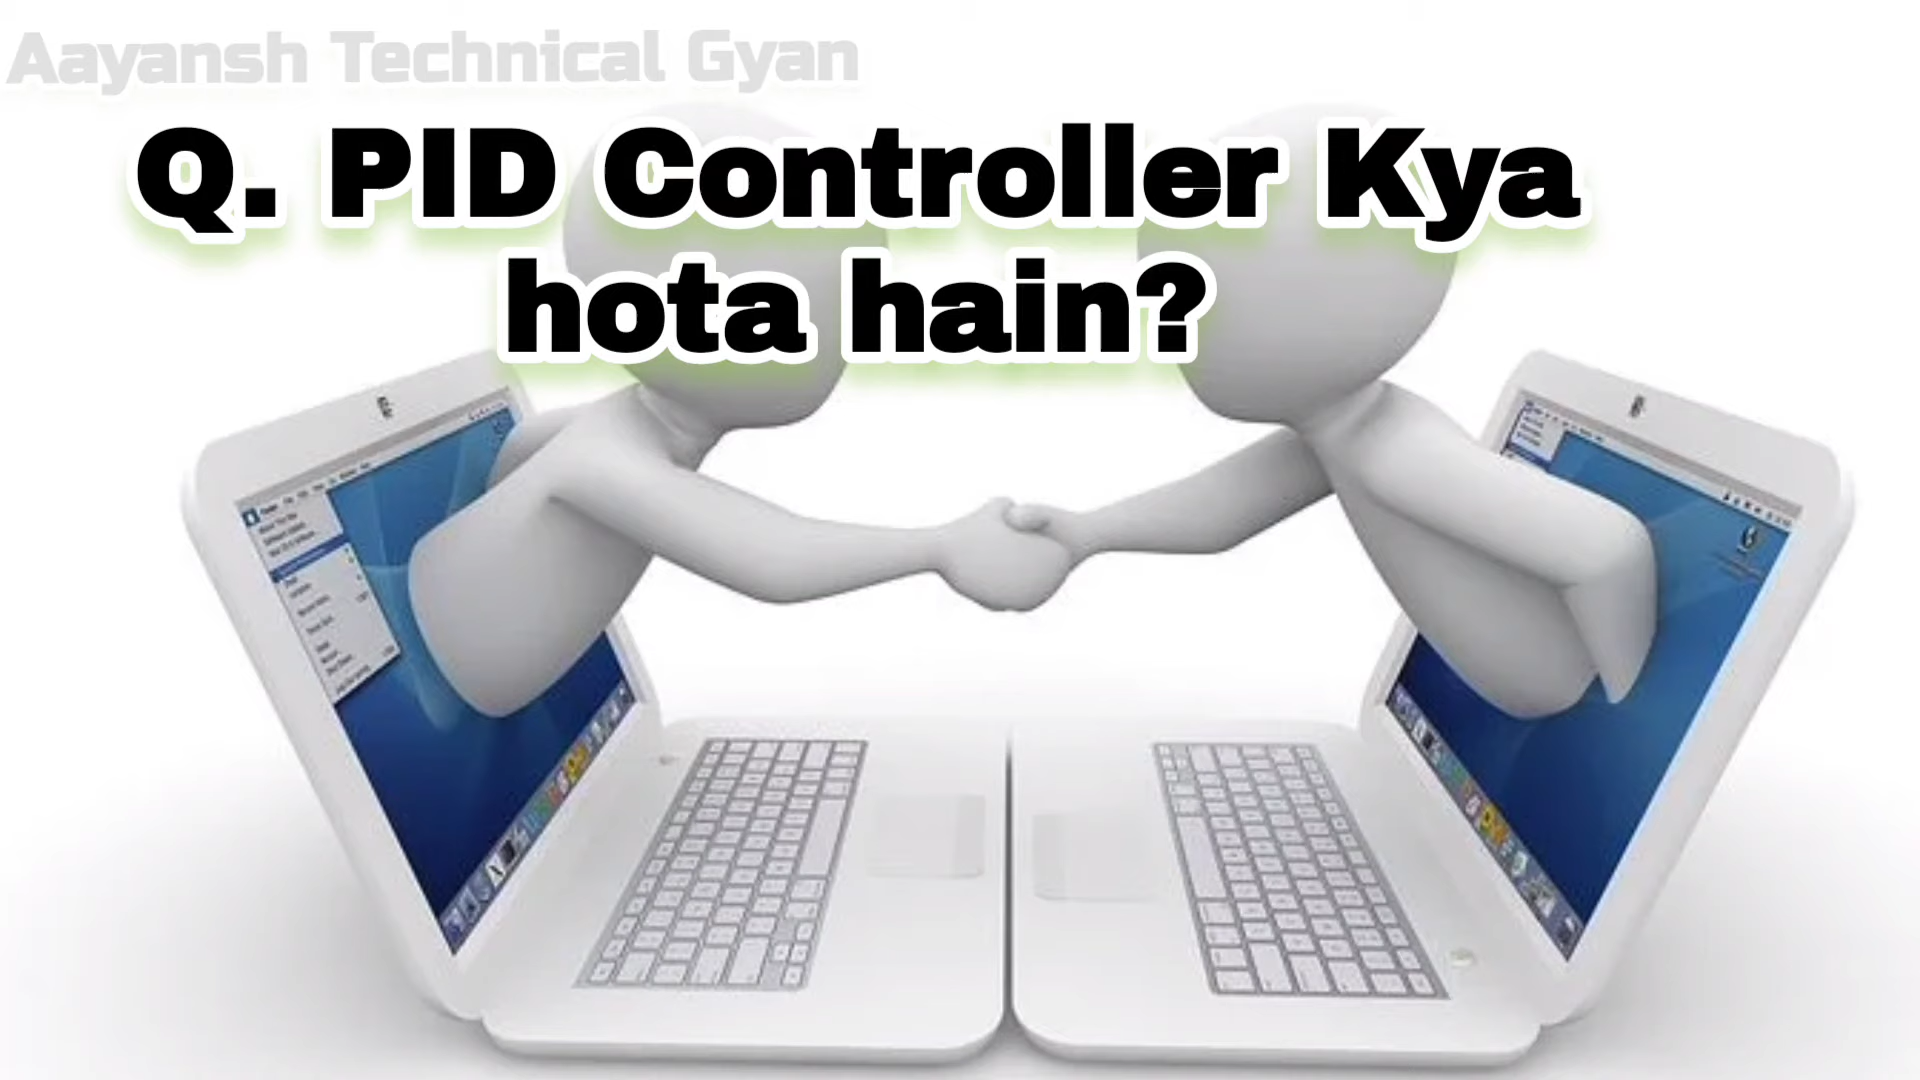 Aayansh Technical Gyan
Q. PID Controller Kya
hota hain?